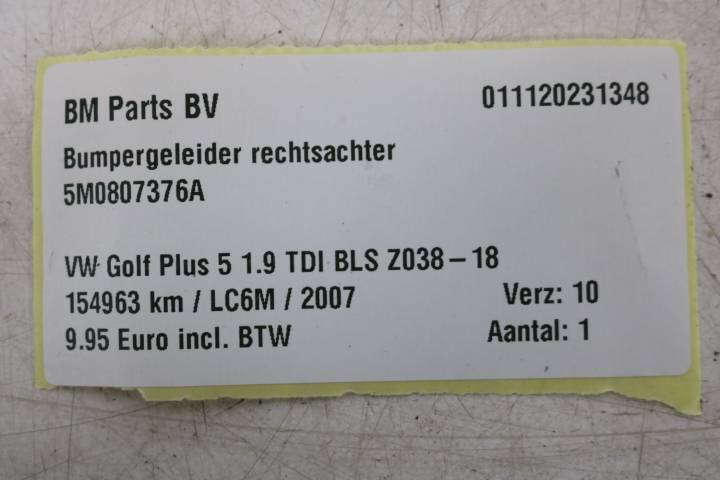 BM Parts BV 011120231348
Bumpergeleider rechtsachter
5M0807376A
VW Golf Plus 5 1.9 TDI BLS Z038-18
154963 km / LC6M / 2007 Verz: 10
9.95 Euro incl. BTW Aantal: 1